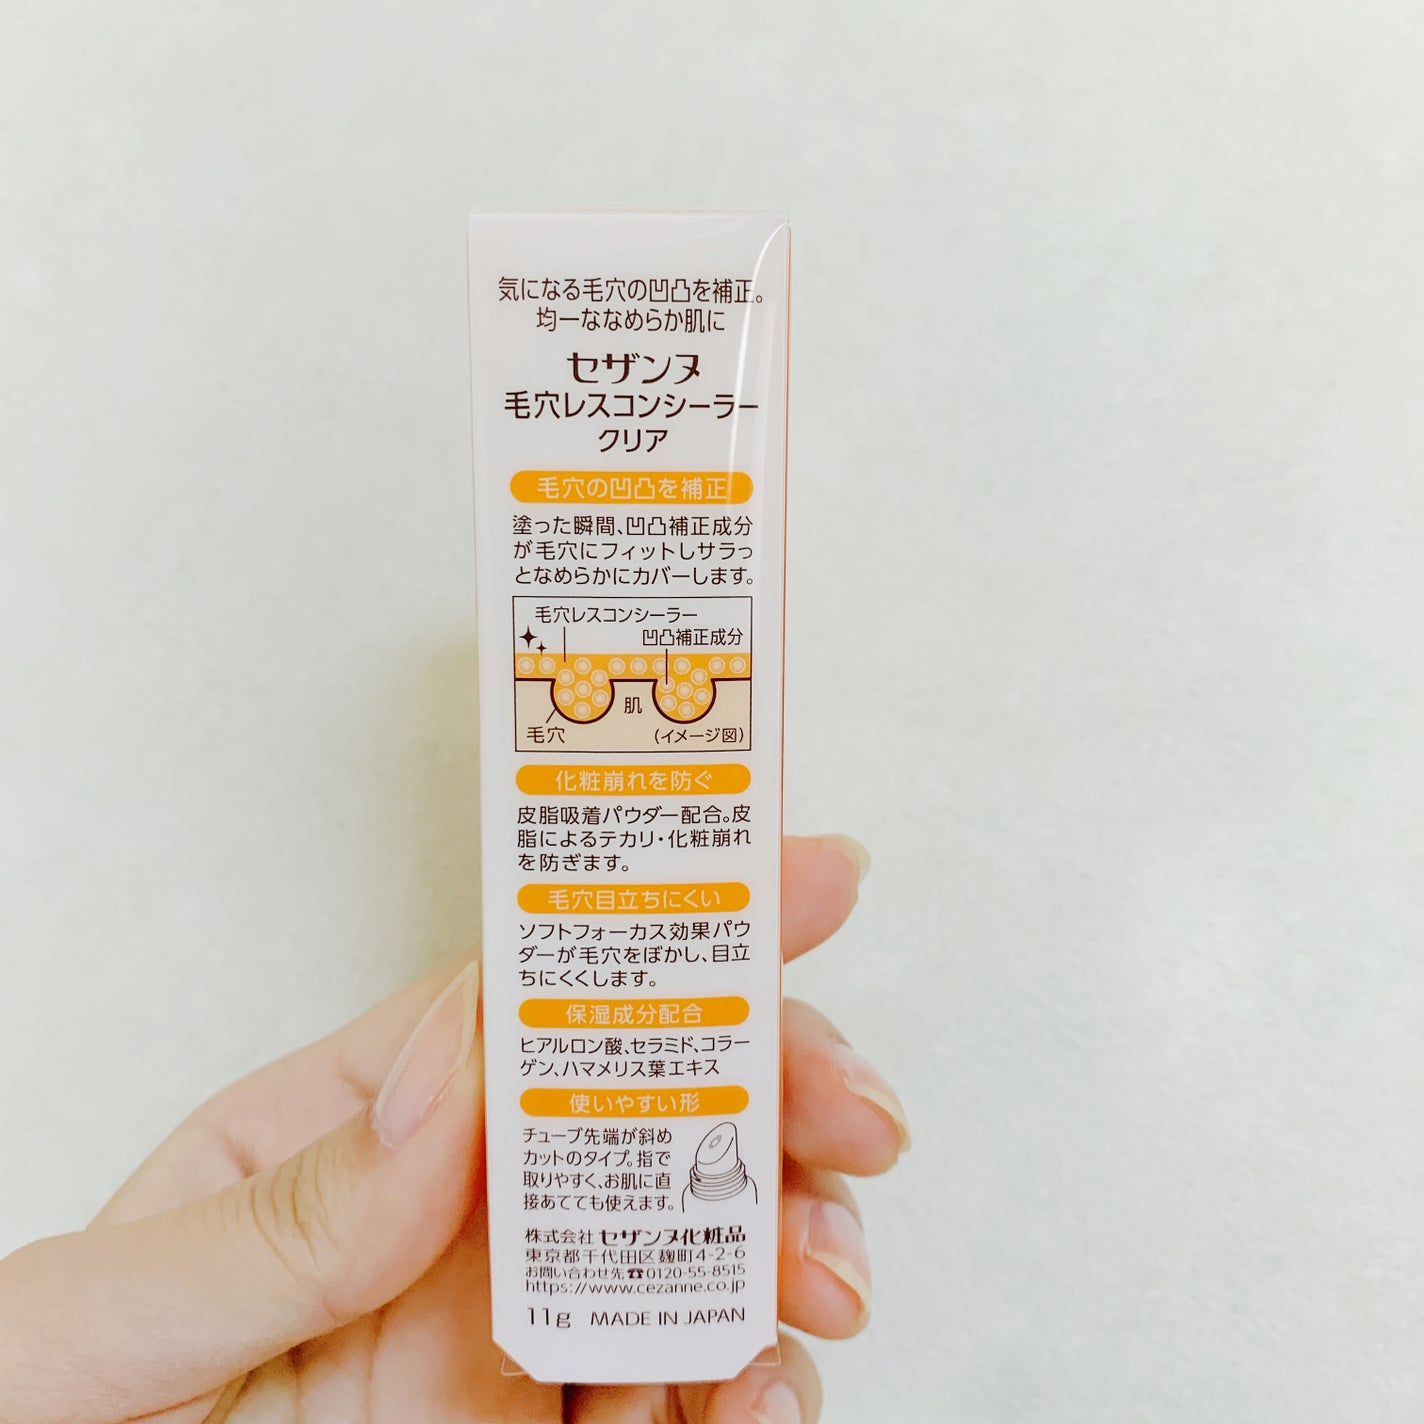 気になる毛穴の凹凸を補正。
均一ななめらか肌に
セザンヌ
毛穴レスコンシーラー
クリア
毛穴の凹凸を補正
塗った瞬間、凹凸補正成分
が毛穴にフィットしサラっ
となめらかにカバーします。
毛穴レスコンシーラー
凹凸補正成分
肌
毛穴
(イメージ図)
化粧崩れを防ぐ
皮脂吸着パウダー配合。皮
脂によるテカリ・化粧崩れ
を防ぎます。
毛穴目立ちにくい
ソフトフォーカス効果パウ
ダーが毛穴をぼかし、目立
ちにくくします。
保湿成分配合
ヒアルロン酸、セラミド、コラー
ゲン、ハマメリス葉エキス
使いやすい形
チューブ先端が斜め
カットのタイプ。指で
取りやすく、お肌に直
接あてても使えます。
株式会社 セザンヌ化粧品
東京都千代田区麹町4-2-6
お問い合わせ先☎0120-55-8515
https://www.cezanne.co.jp
11g MADE IN JAPAN